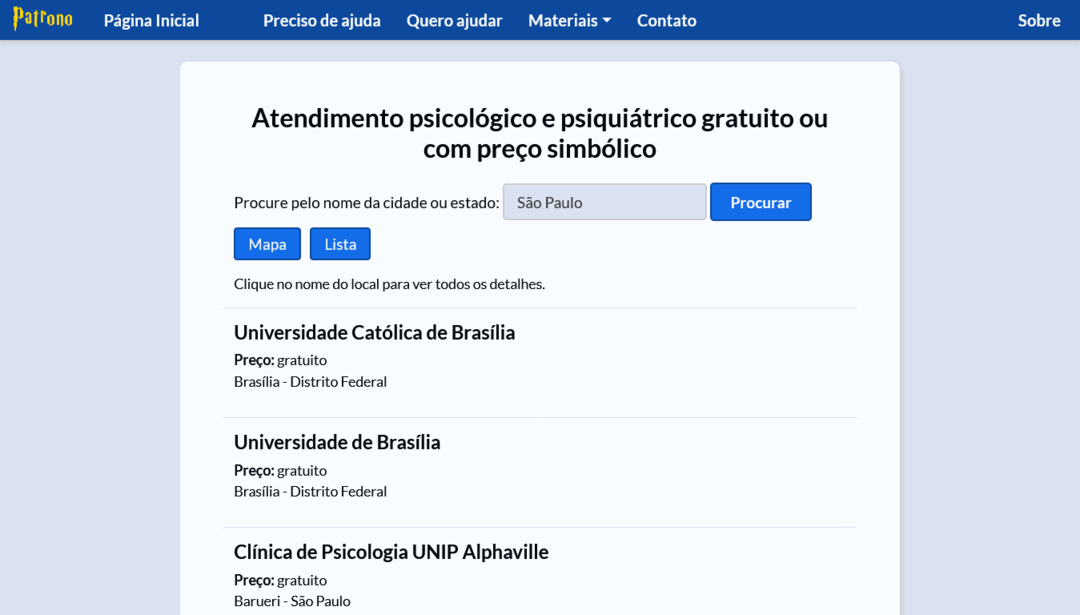 Patrono Página Inicial Preciso de ajuda Quero ajudar Materiais Contato Sobre
Atendimento psicológico e psiquiátrico gratuito ou
com preço simbólico
Procure pelo nome da cidade ou estado: São Paulo Procurar
Mapa Lista
Clique no nome do local para ver todos os detalhes.
Universidade Católica de Brasília
Preço: gratuito
Brasília - Distrito Federal
Universidade de Brasília
Preço: gratuito
Brasília - Distrito Federal
Clínica de Psicologia UNIP Alphaville
Preço: gratuito
Barueri - São Paulo